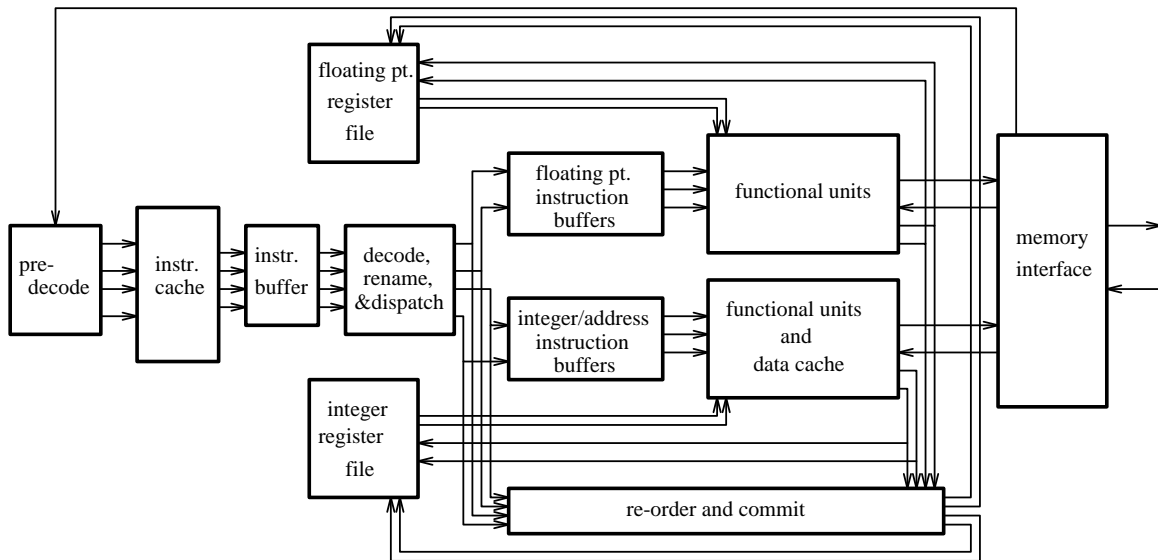 floating pt.
register
file
floating pt.
instruction
buffers
functional units
pre-
decode
instr.
cache
instr.
buffer
decode,
rename,
&dispatch
memory
interface
integer/address
instruction
buffers
functional units
and
data cache
integer
register
file
re-order and commit